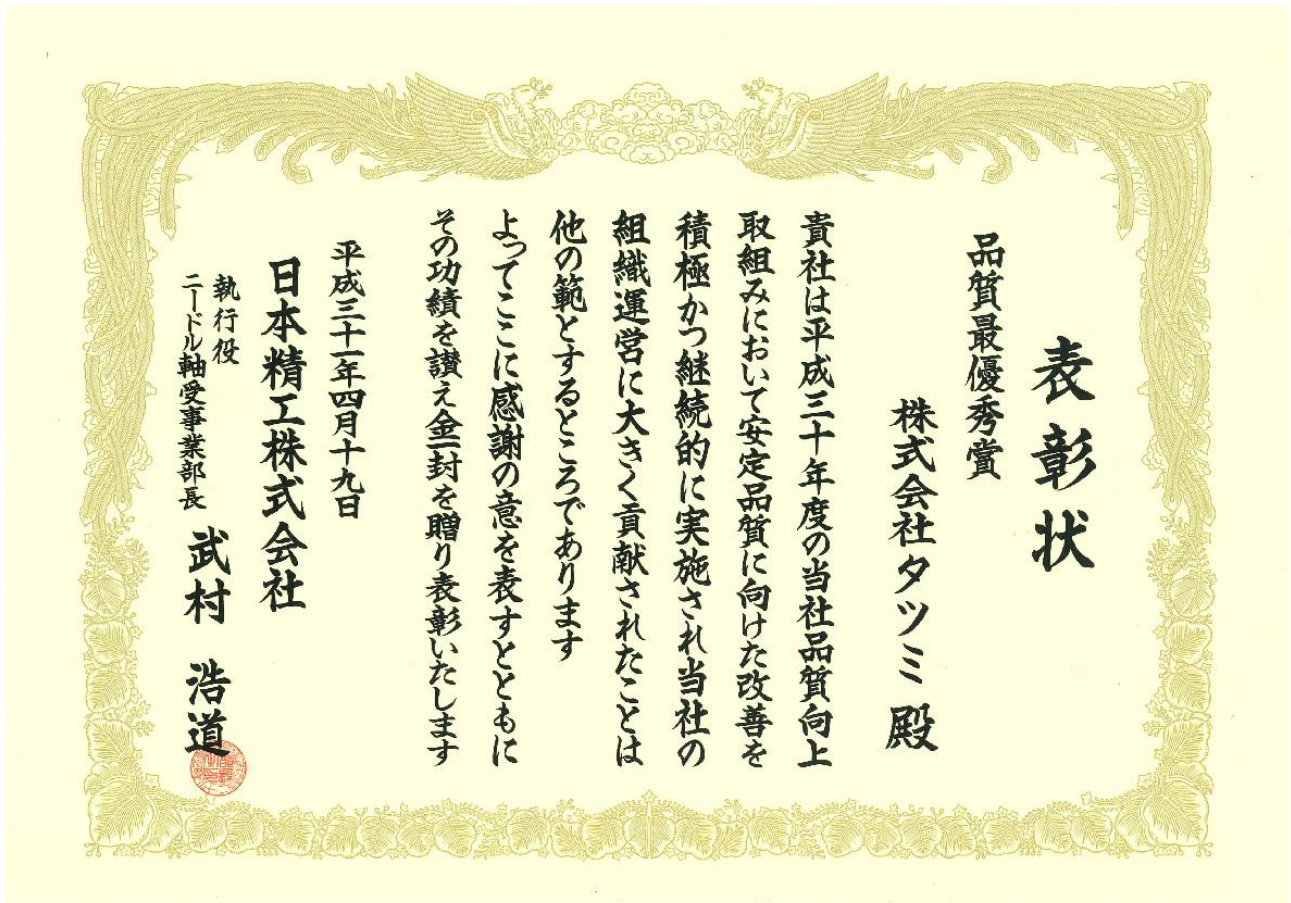 表彰状
品質最優秀賞
株式会社タツミ殿
貴社は平成三十年度の当社品質向上
取組みにおいて安定品質に向けた改善を
積極かつ継続的に実施され当社の
組織運営に大きく貢献されたことは
他の範とするところであります
よってここに感謝の意を表すとともに
その功績を讃え金一封を贈り表彰いたします
平成三十一年四月十九日
日本精工株式会社
執行役
ニードル軸受事業部長 武村 浩道